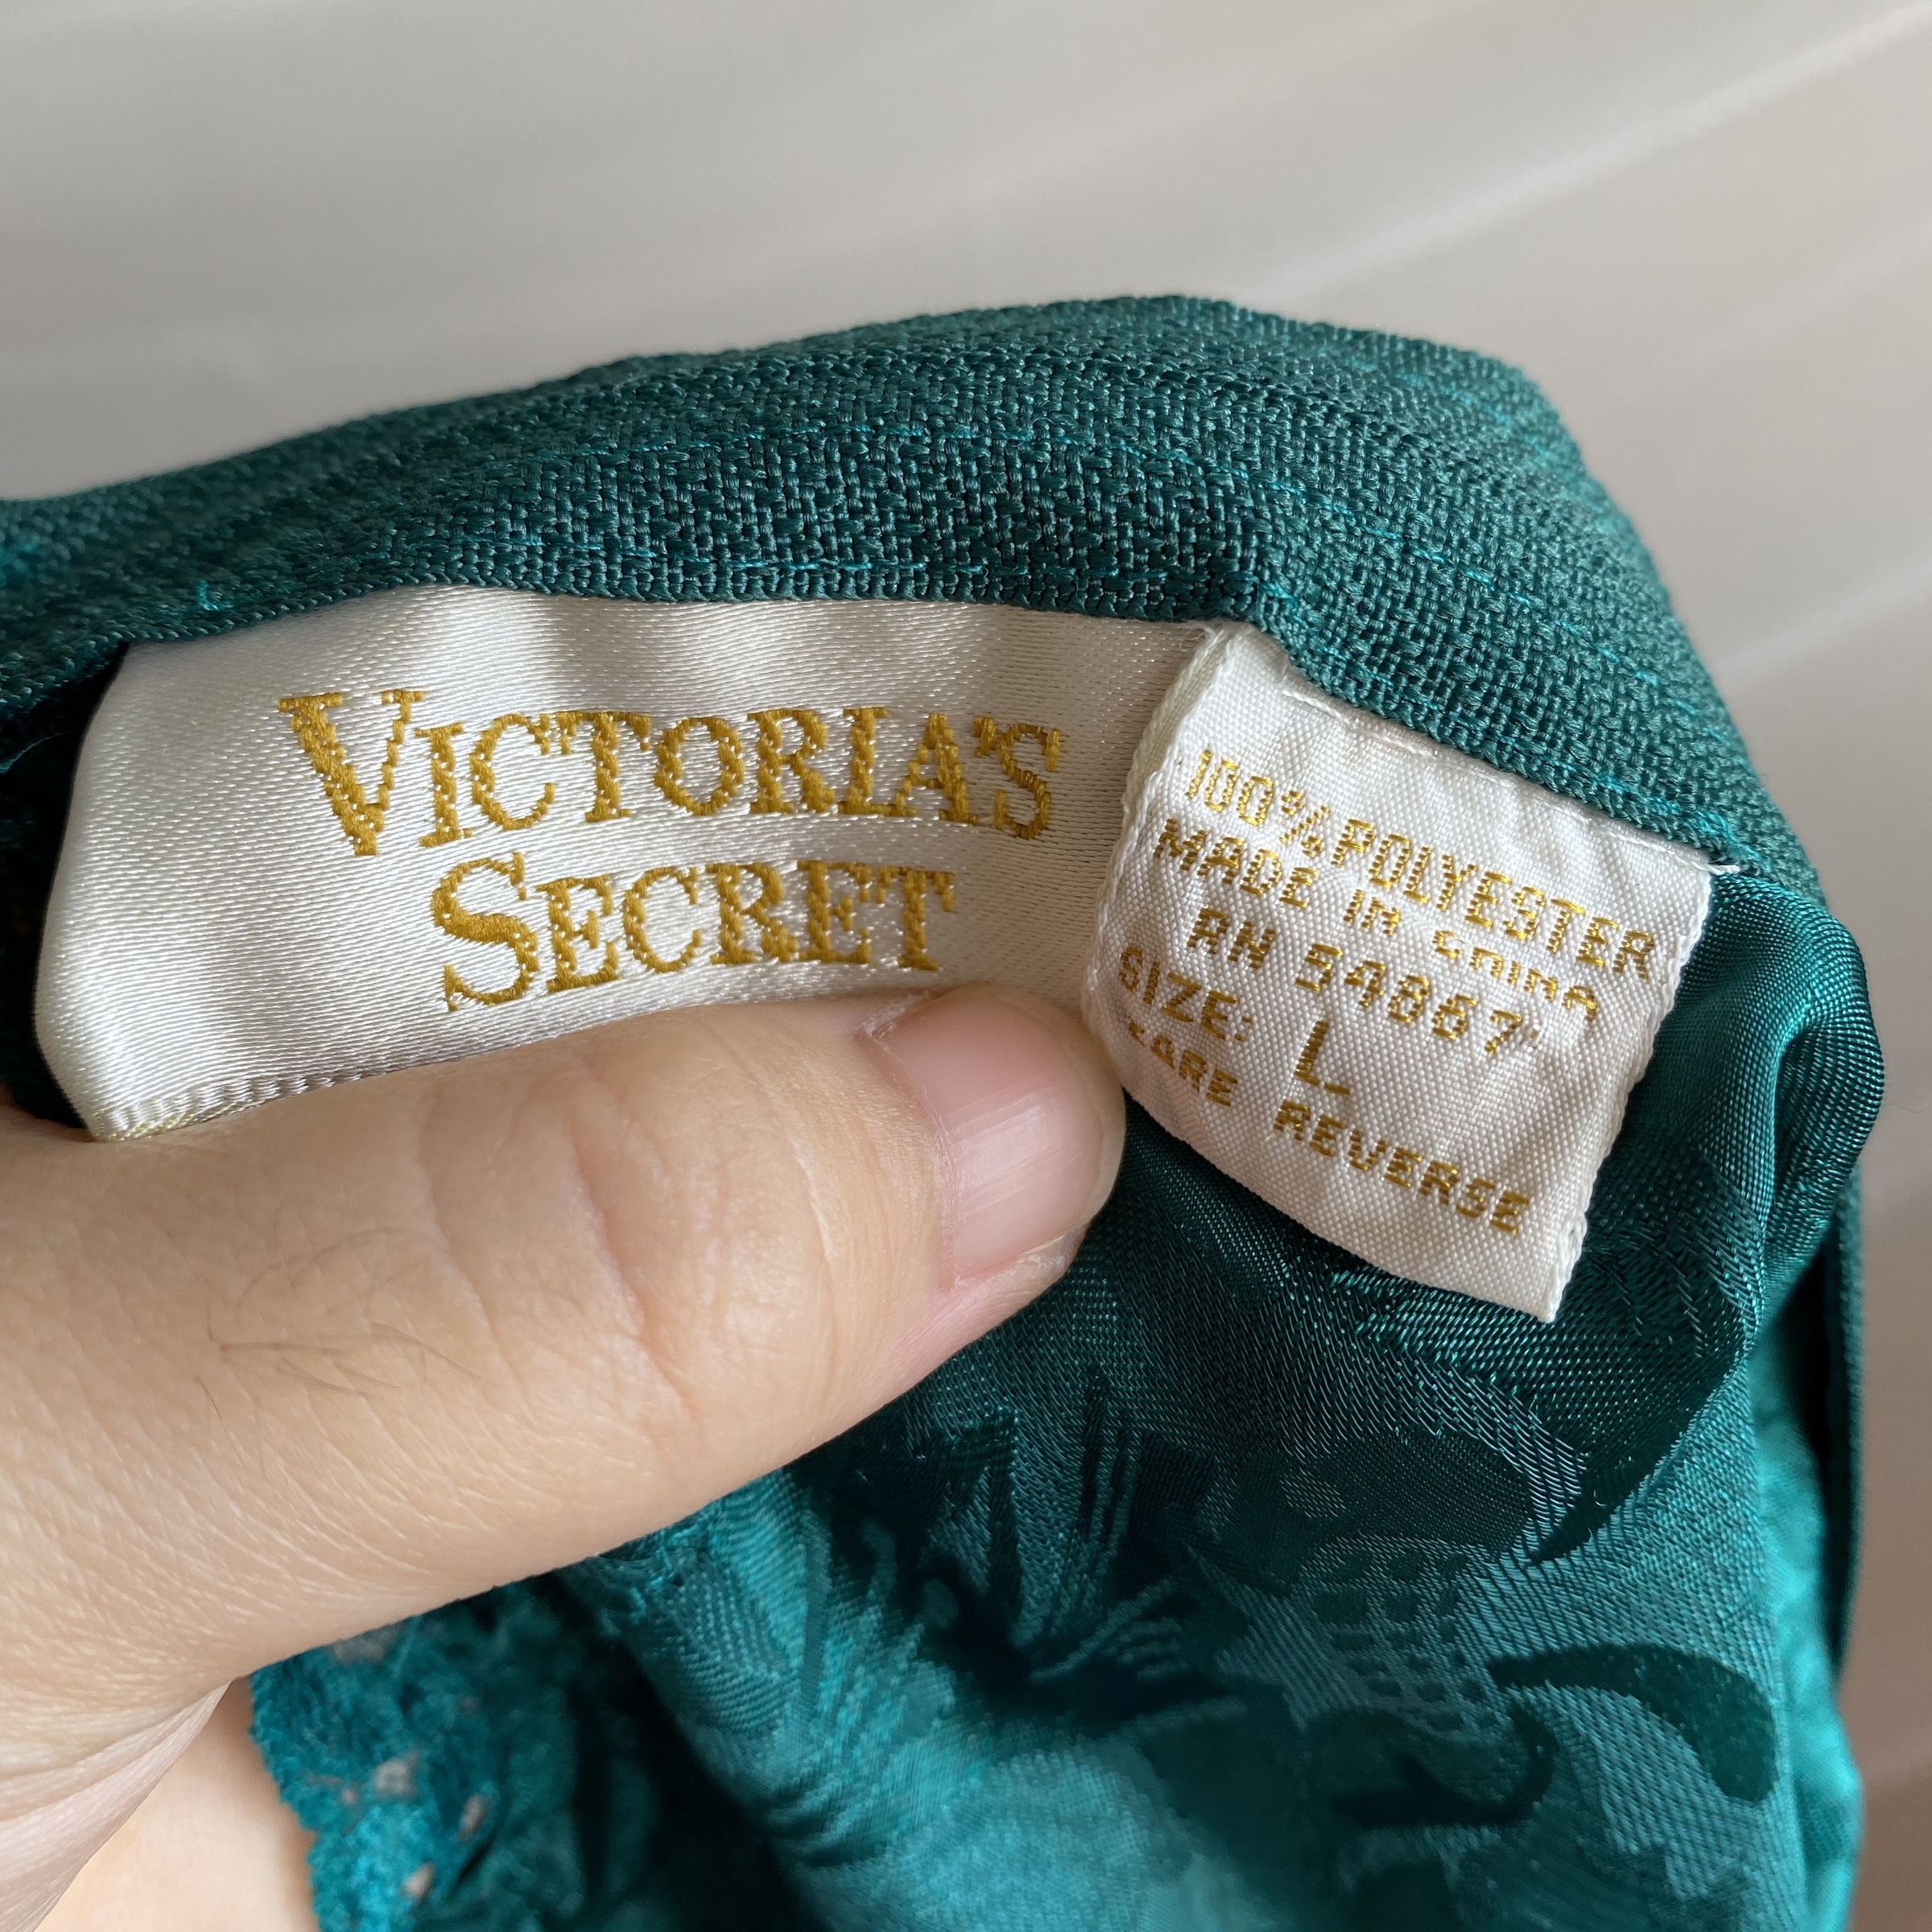 VICTORIA'S
SECRET
100% POLYESTER
MADE IN CHINA
RN 54867
SIZE: L
CARE REVERSE